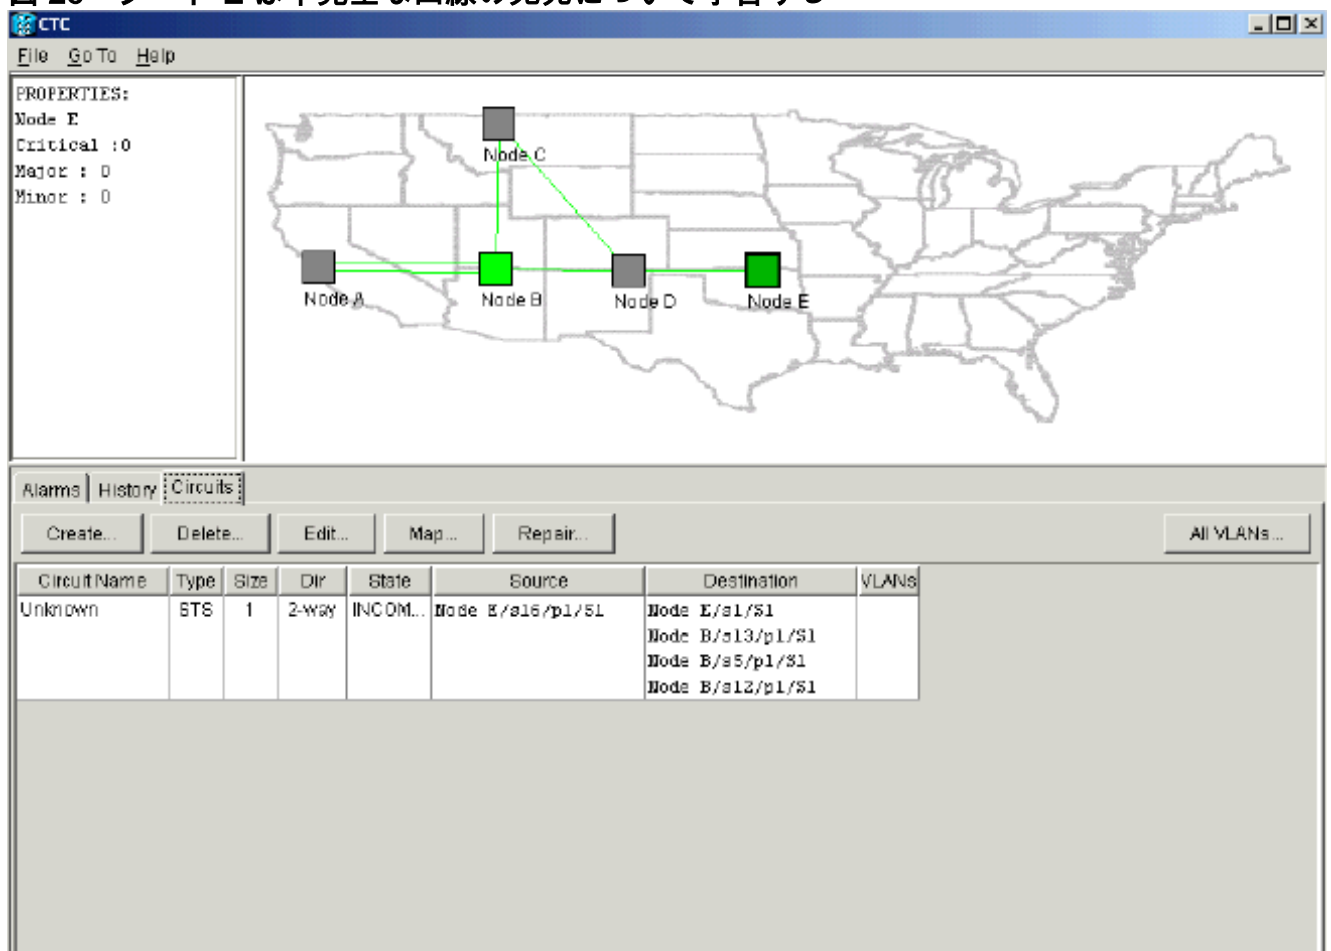 CTC
File Go To Help
PROPERTIES:
Node E
Critical :0
Major : 0
Minor : 0
Node C
Node A
Node B
Node D
Node E
Alarms History Circuits
Create... Delete... Edit... Map... Repair... All VLANs...
Circuit Name Type Size Dir State Source Destination VLANs
Unknown STS 1 2-way INCOM... Node E/s16/p1/S1 Node E/s1/S1
Node B/s13/p1/S1
Node B/s5/p1/S1
Node B/s12/p1/S1